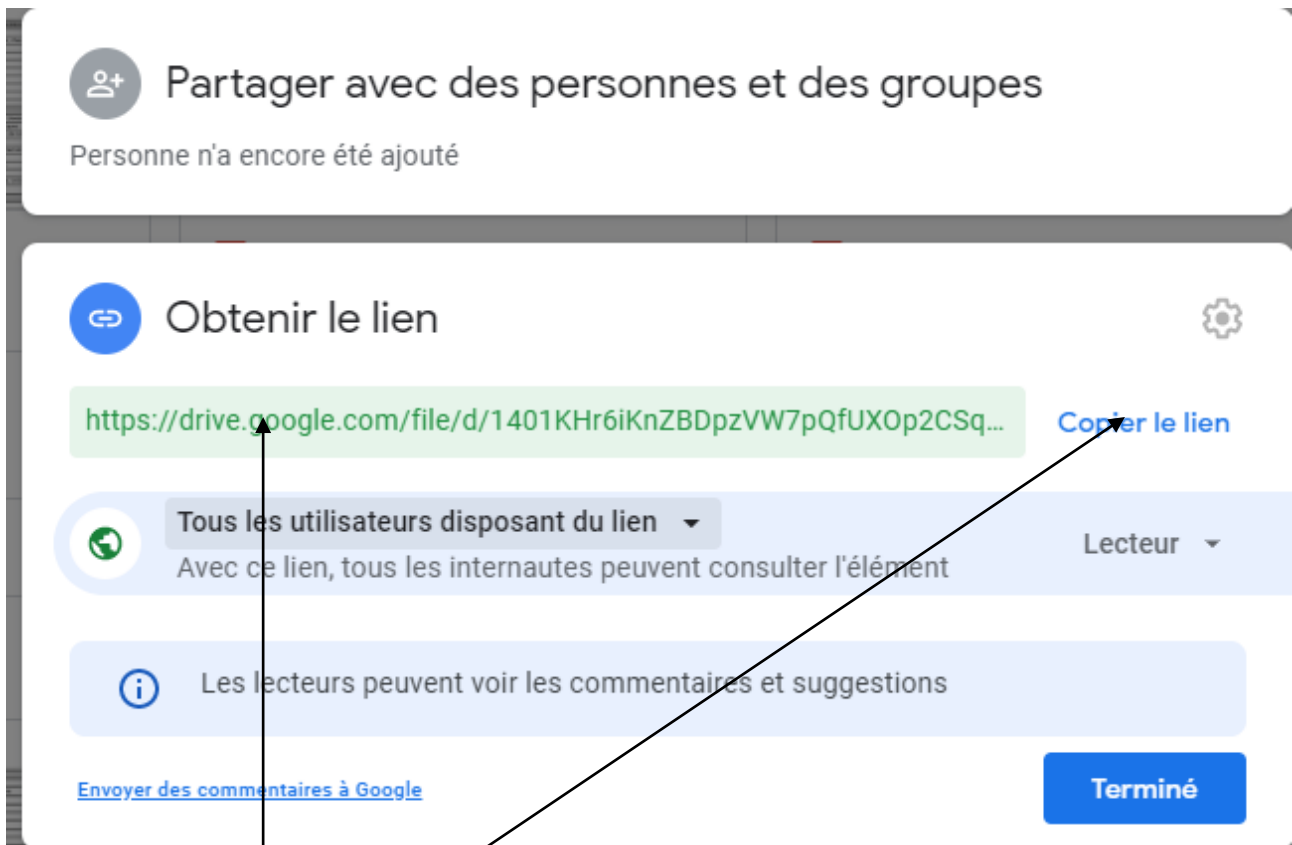 Partager avec des personnes et des groupes
Personne n'a encore été ajouté
Obtenir le lien
https://drive.google.com/file/d/1401KHr6iKnZBDpzVW7pQfUXOp2CSq...
Copier le lien
Tous les utilisateurs disposant du lien
Avec ce lien, tous les internautes peuvent consulter l'élément
Lecteur
Les lecteurs peuvent voir les commentaires et suggestions
Envoyer des commentaires à Google
Terminé